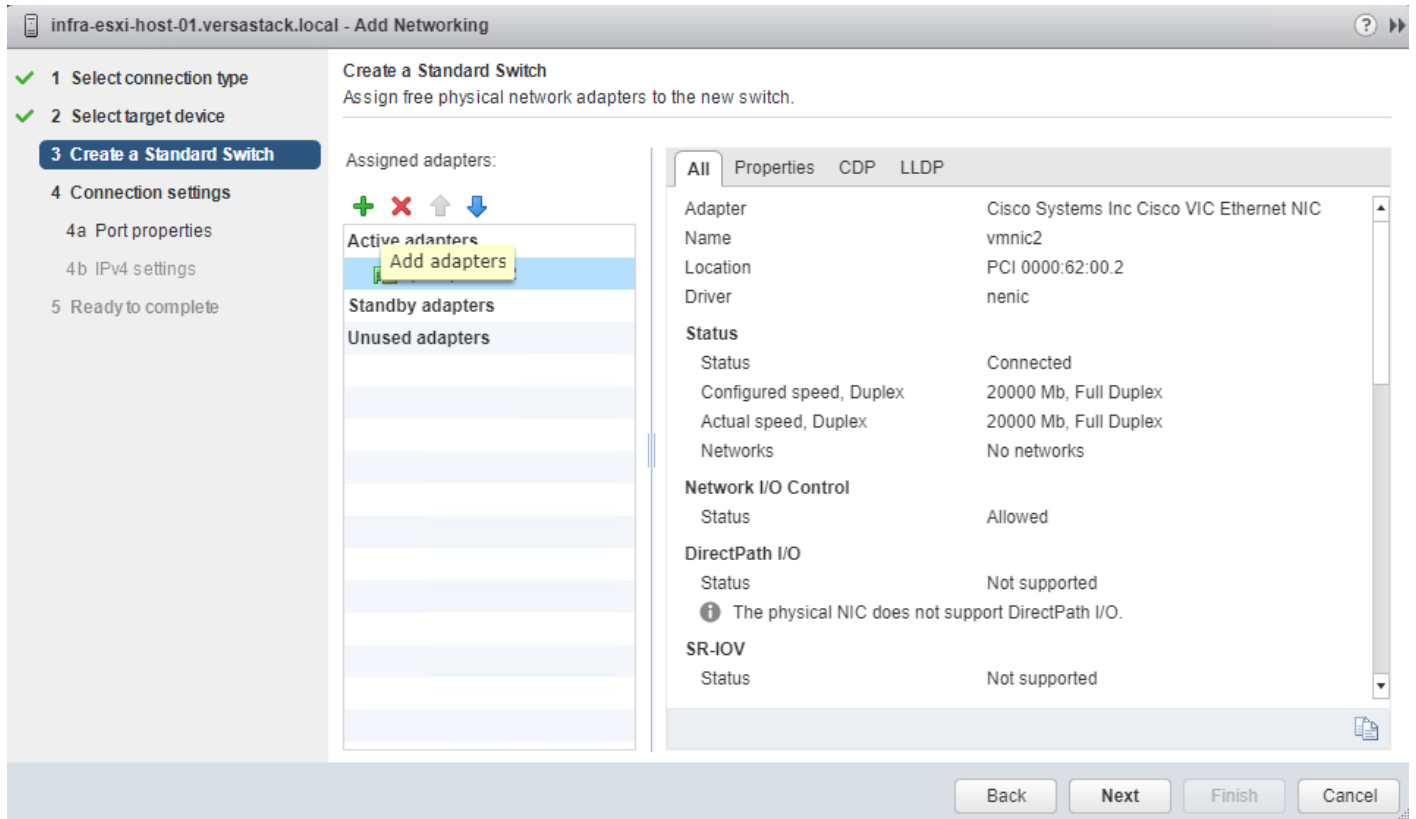 infra-esxi-host-01.versastack.local - Add Networking
?
1 Select connection type
2 Select target device
3 Create a Standard Switch
4 Connection settings
4a Port properties
4b IPv4 settings
5 Ready to complete
Create a Standard Switch
Assign free physical network adapters to the new switch.
Assigned adapters:
Active adapters
Add adapters
Standby adapters
Unused adapters
All Properties CDP LLDP
Adapter Cisco Systems Inc Cisco VIC Ethernet NIC
Name vmnic2
Location PCI 0000:62:00.2
Driver nenic
Status
Status Connected
Configured speed, Duplex 20000 Mb, Full Duplex
Actual speed, Duplex 20000 Mb, Full Duplex
Networks No networks
Network I/O Control
Status Allowed
DirectPath I/O
Status Not supported
The physical NIC does not support DirectPath I/O.
SR-IOV
Status Not supported
Back Next Finish Cancel